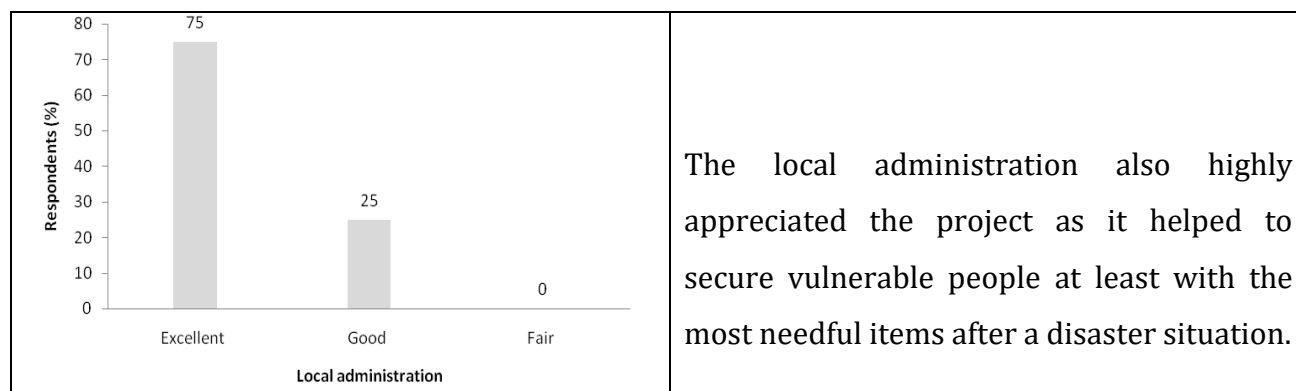 80
70
60
50
40
30
20
10
0
Respondents (%)
75
25
0
Excellent Good Fair
Local administration
The local administration also highly
appreciated the project as it helped to
secure vulnerable people at least with the
most needful items after a disaster situation.